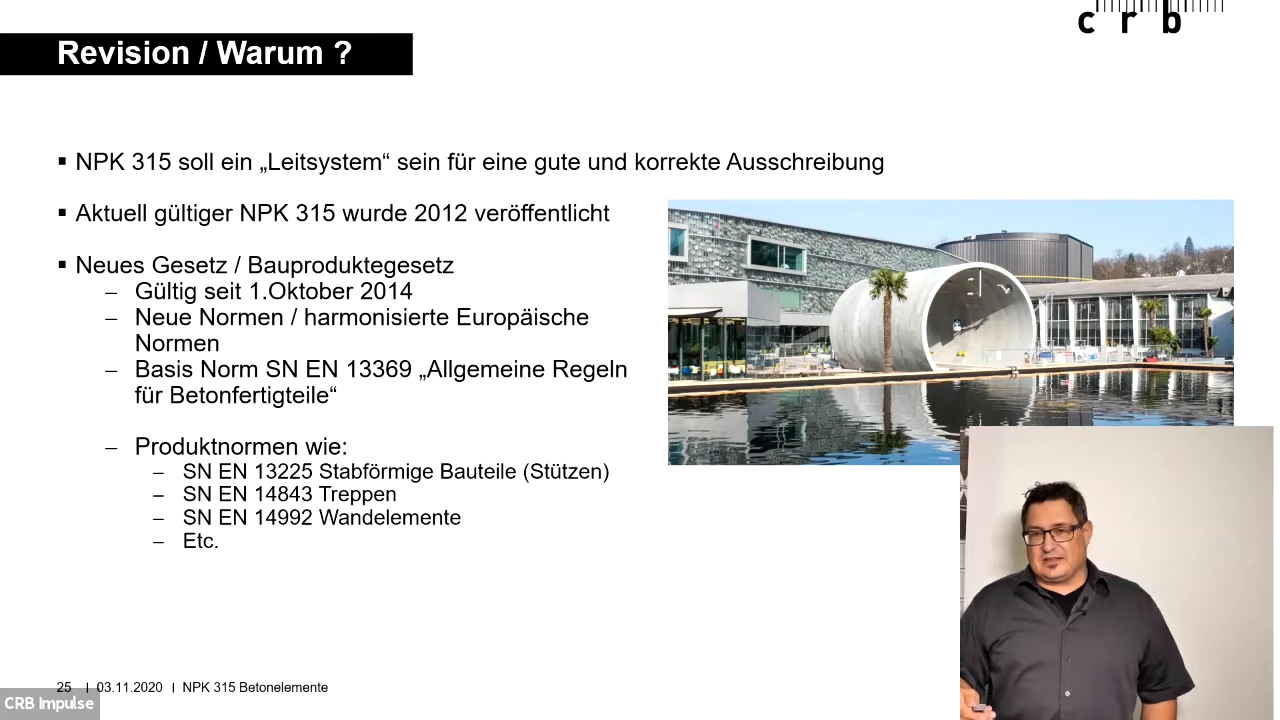 crb
Revision / Warum ?
▪ NPK 315 soll ein „Leitsystem“ sein für eine gute und korrekte Ausschreibung
▪ Aktuell gültiger NPK 315 wurde 2012 veröffentlicht
▪ Neues Gesetz / Bauproduktegesetz
– Gültig seit 1.Oktober 2014
– Neue Normen / harmonisierte Europäische
Normen
– Basis Norm SN EN 13369 „Allgemeine Regeln
für Betonfertigteile“
– Produktnormen wie:
– SN EN 13225 Stabförmige Bauteile (Stützen)
– SN EN 14843 Treppen
– SN EN 14992 Wandelemente
– Etc.
25 | 03.11.2020 | NPK 315 Betonelemente
CRB Impulse